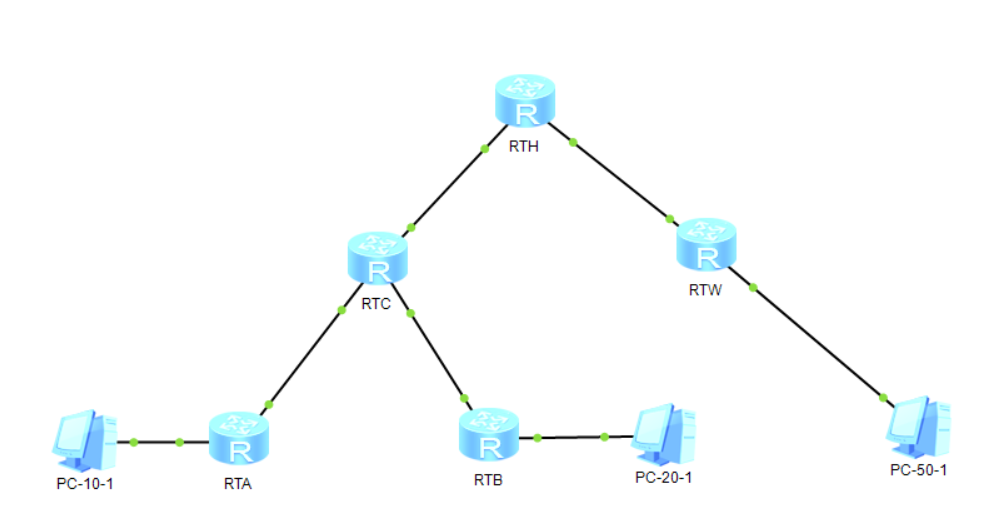 R
RTH
R
RTW
R
RTC
R
RTA
R
RTB
PC-10-1
PC-20-1
PC-50-1